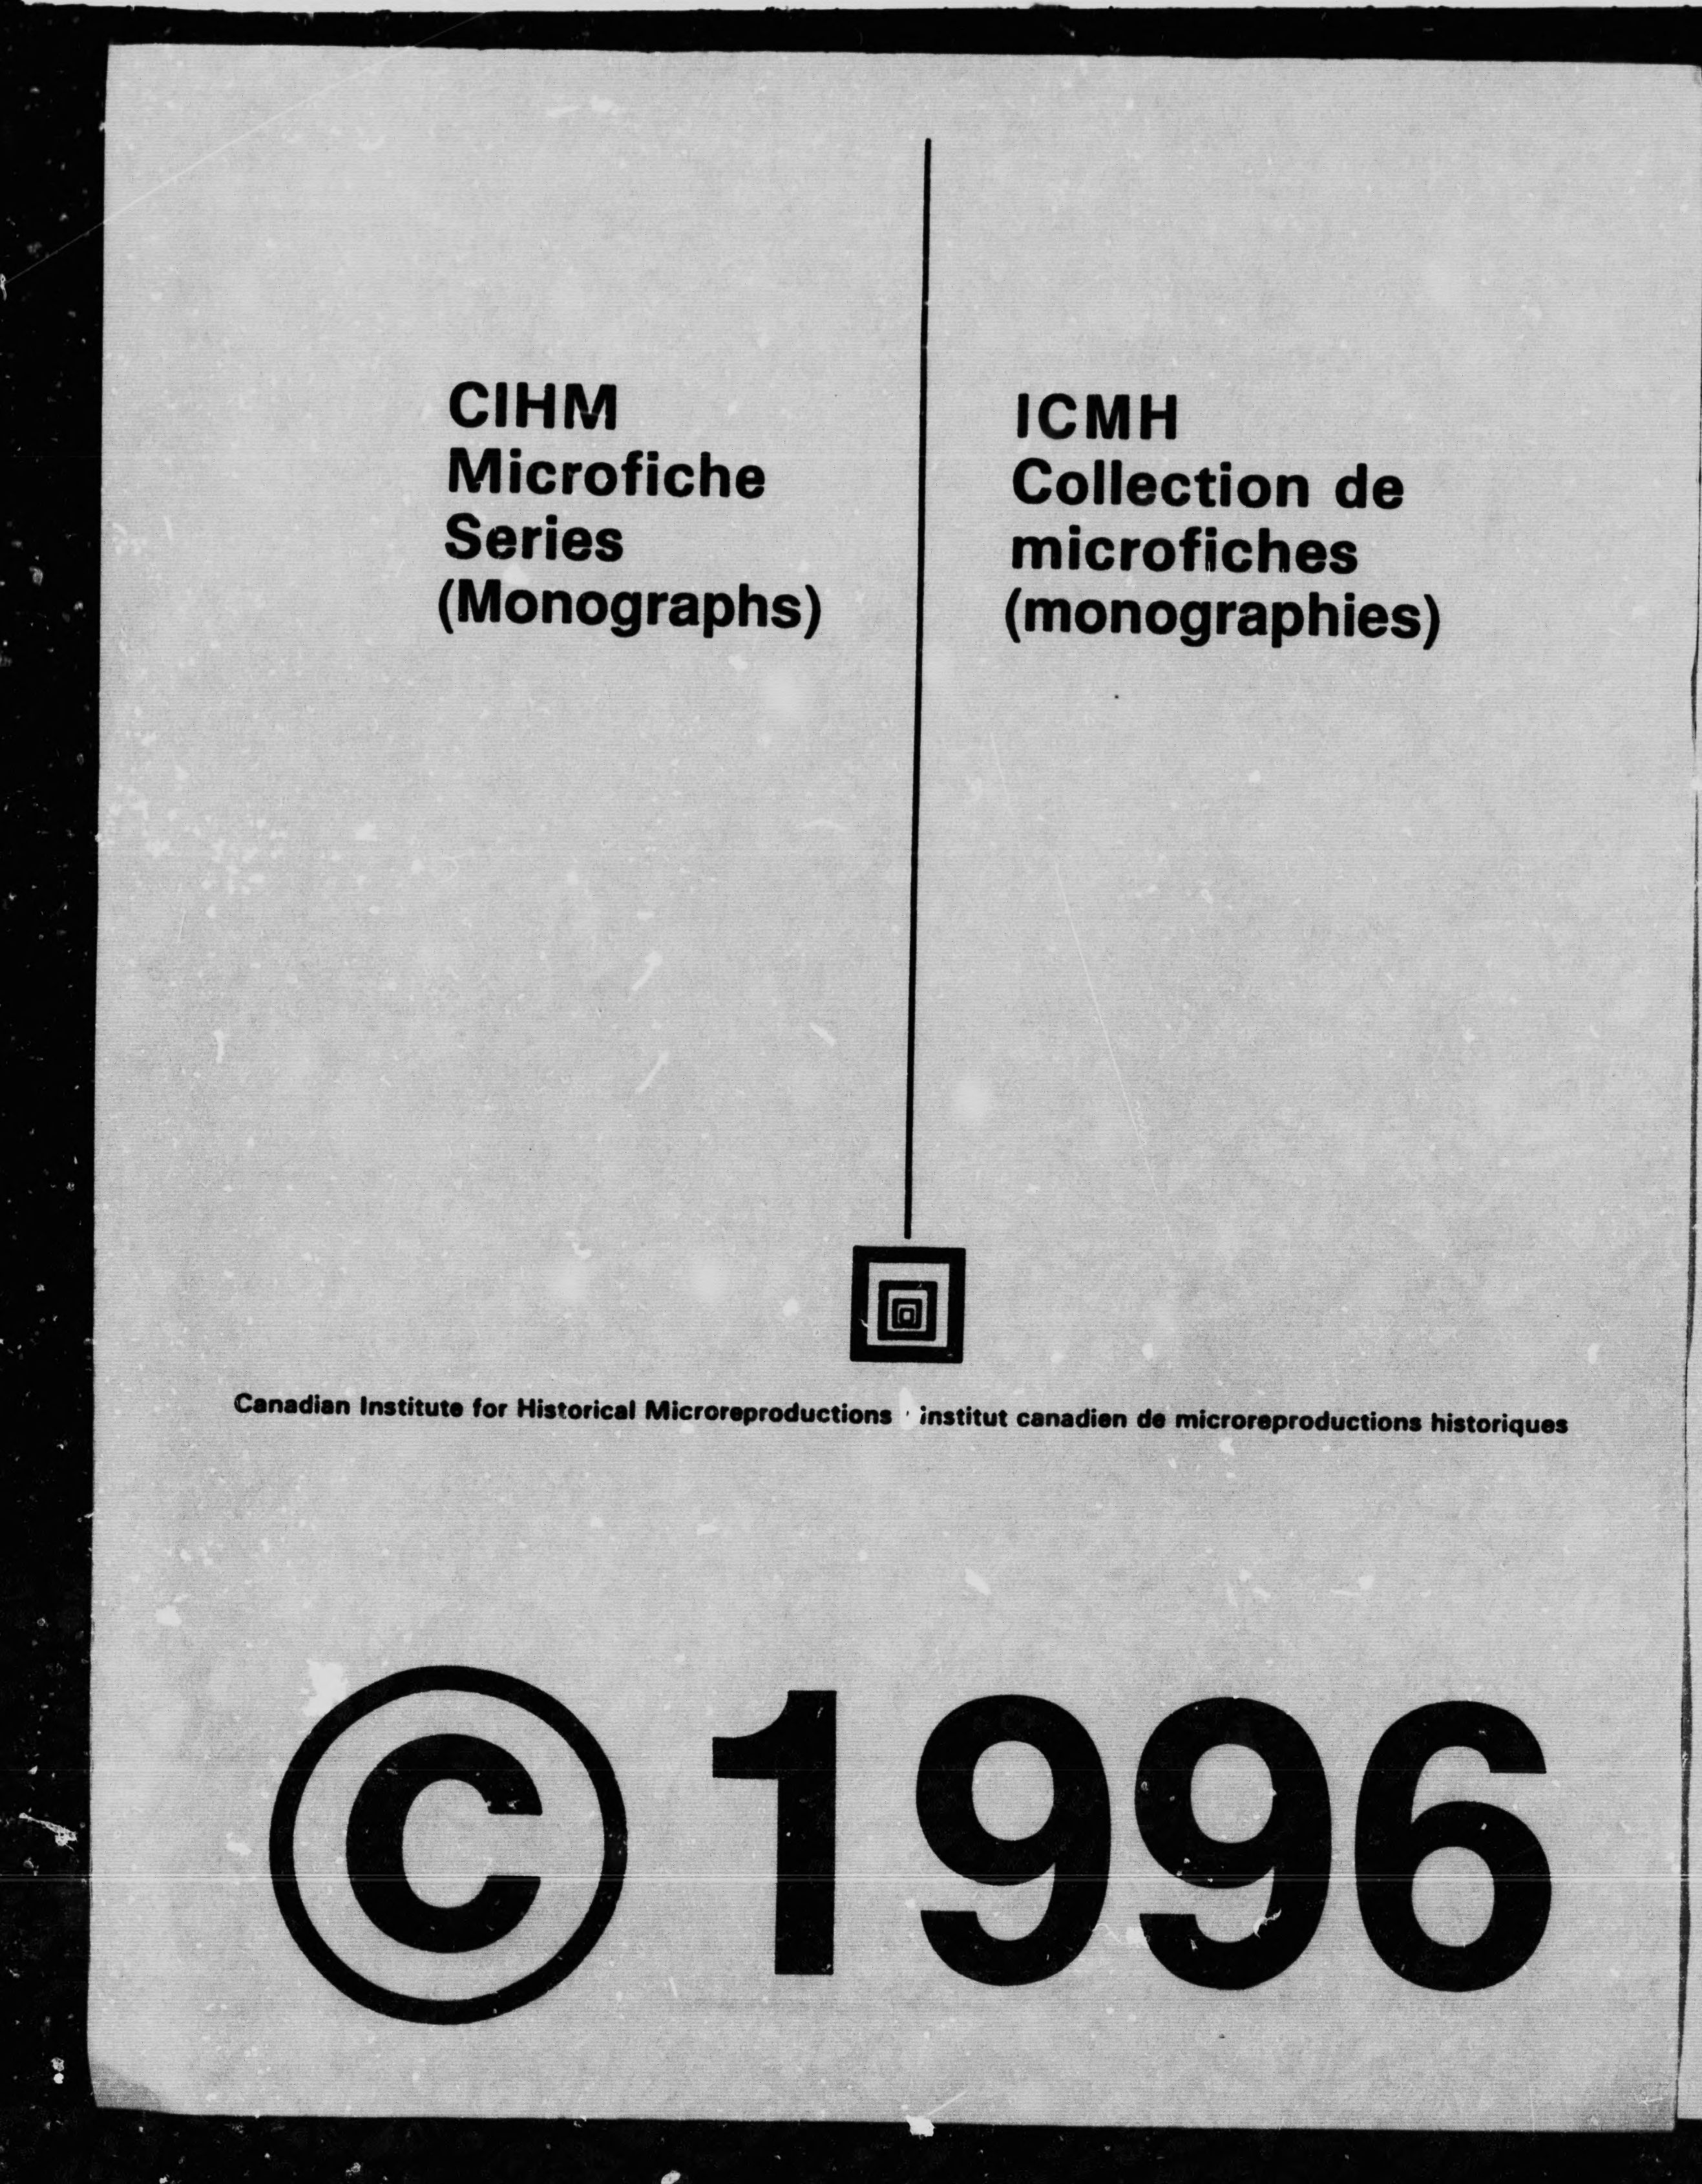 CIHM
Microfiche
Series
(Monographs)
ICMH
Collection de
microfiches
(monographies)
Canadian Institute for Historical Microreproductions / institut canadien de microreproductions historiques
© 1996